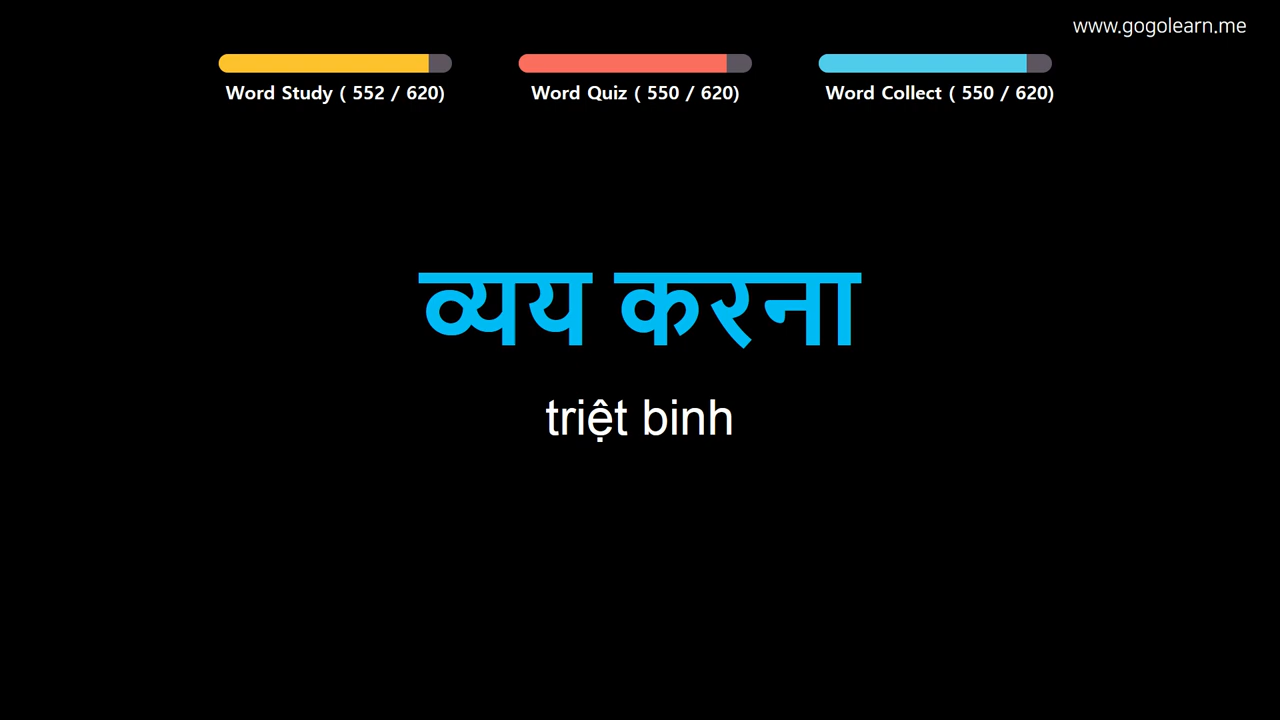 www.gogolearn.me
Word Study ( 552 / 620)
Word Quiz ( 550 / 620)
Word Collect ( 550 / 620)
व्यय करना
triệt binh